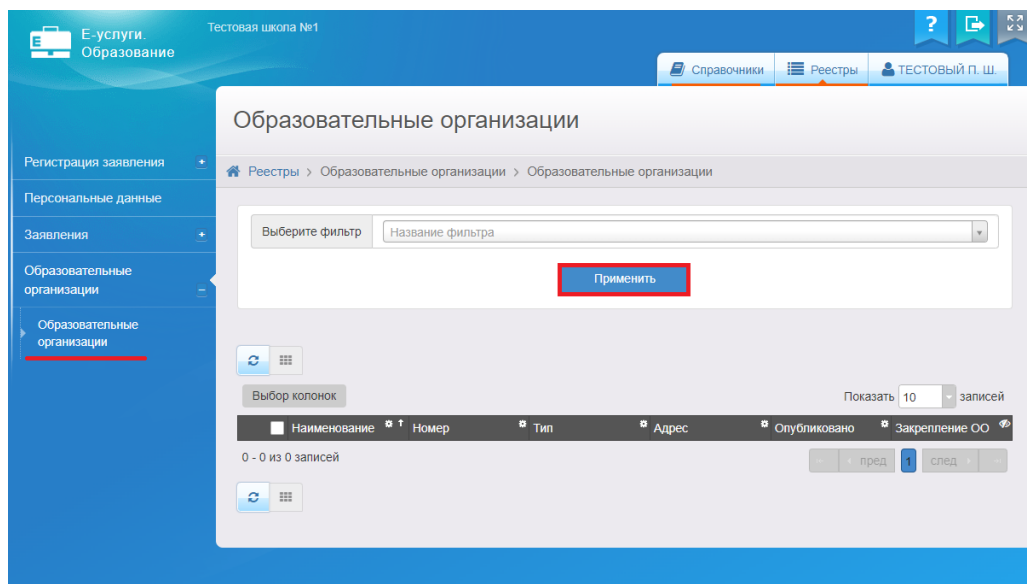 Е-услуги.
Образование
Тестовая школа №1
?
Справочники
Реестры
ТЕСТОВЫЙ П. Ш.
Образовательные организации
Реестры > Образовательные организации > Образовательные организации
Регистрация заявления +
Персональные данные
Заявления +
Образовательные
организации –
Образовательные
организации
Выберите фильтр Название фильтра
Применить
Выбор колонок
Показать 10 записей
Наименование Номер Тип Адрес Опубликовано Закрепление ОО
0 - 0 из 0 записей
‹ пред 1 след ›